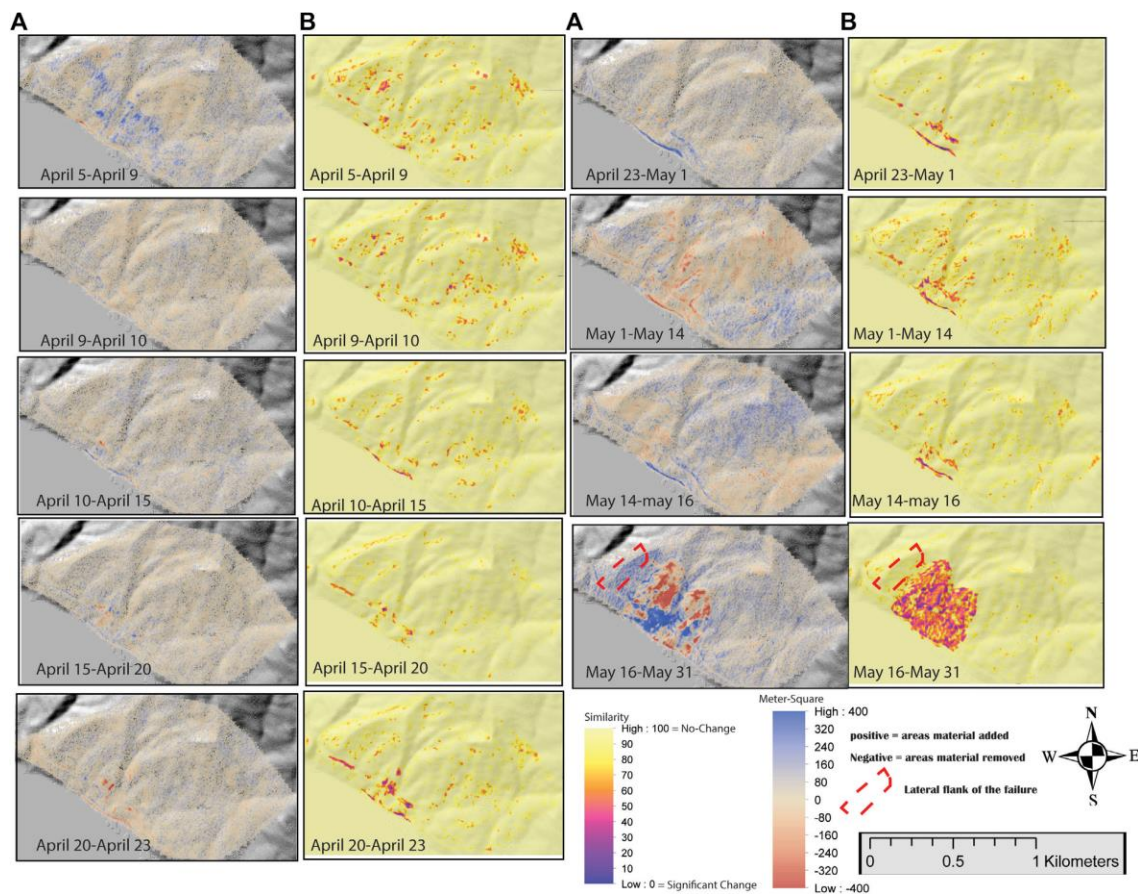 A
B
A
B
April 5-April 9
April 5-April 9
April 23-May 1
April 23-May 1
April 9-April 10
April 9-April 10
May 1-May 14
May 1-May 14
April 10-April 15
April 10-April 15
May 14-may 16
May 14-may 16
April 15-April 20
April 15-April 20
May 16-May 31
May 16-May 31
April 20-April 23
April 20-April 23
Similarity
High : 100 = No-Change
90
80
70
60
50
40
30
20
10
Low : 0 = Significant Change
Meter-Square
High : 400
320
240
160
80
0
-80
-160
-240
-320
Low : -400
positive = areas material added
Negative = areas material removed
Lateral flank of the failure
N
W
E
S
0
0.5
1 Kilometers